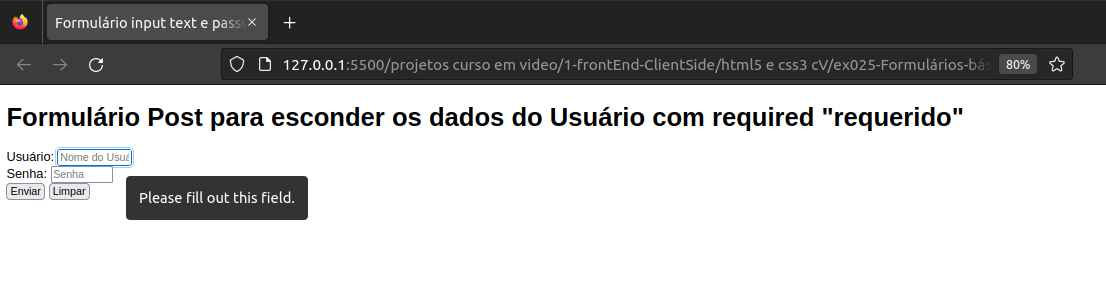 Formulário input text e passw
127.0.0.1:5500/projetos curso em video/1-frontEnd-ClientSide/html5 e css3 cV/ex025-Formulários-bás
80%
Formulário Post para esconder os dados do Usuário com required "requerido"
Usuário: Nome do Usuá
Senha: Senha
Enviar Limpar
Please fill out this field.